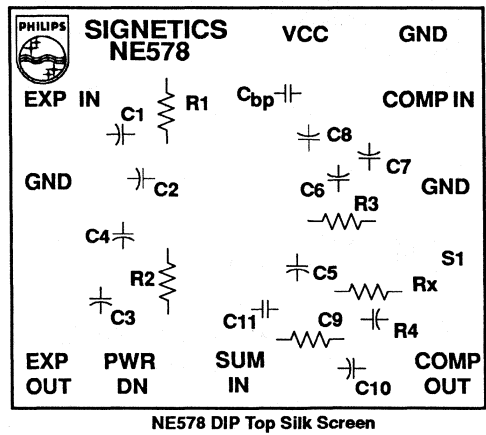 PHILIPS
SIGNETICS
NE578
VCC
GND
EXP IN
C1
R1
Cbp
COMP IN
C8
C7
GND
C2
C6
GND
R3
C4
R2
C5
S1
Rx
C3
C11
C9
R4
EXP
OUT
PWR
DN
SUM
IN
C10
COMP
OUT
NE578 DIP Top Silk Screen